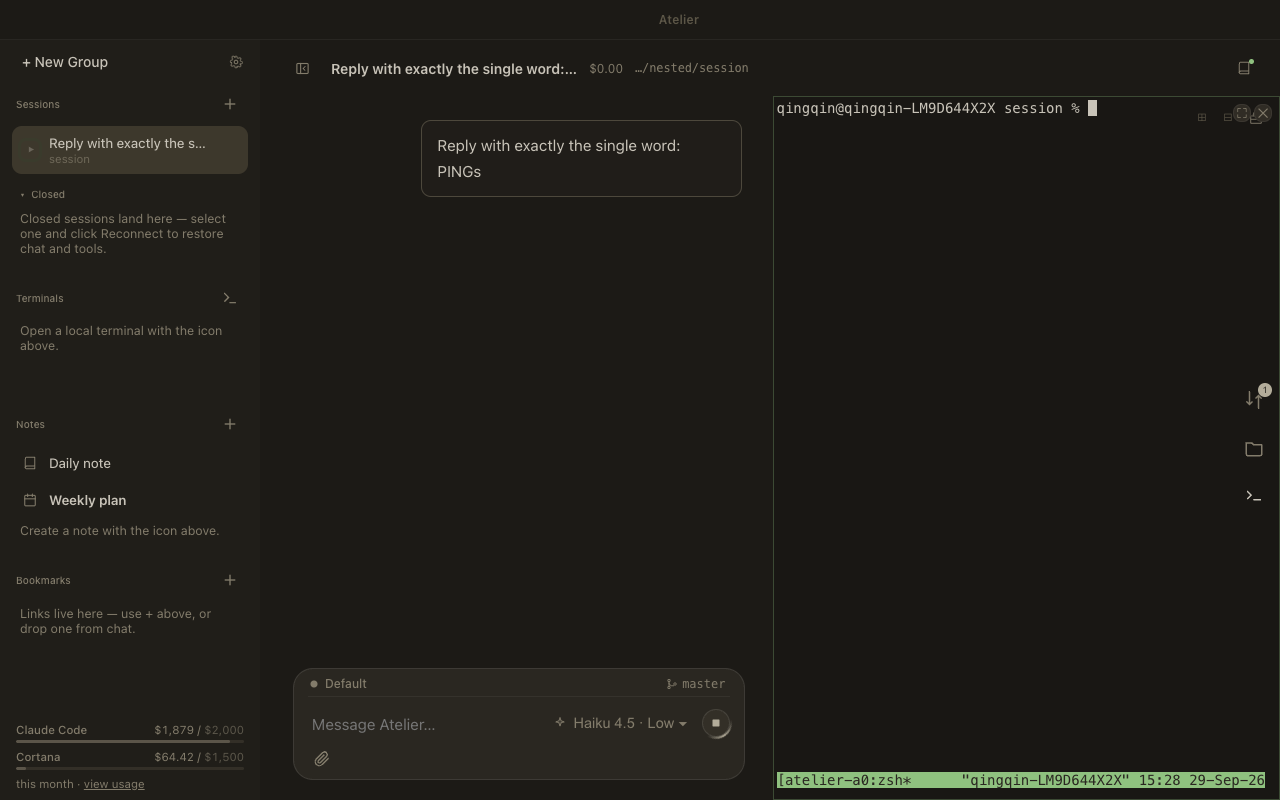 Atelier
+ New Group
Sessions
Reply with exactly the s...
session
Closed
Closed sessions land here — select
one and click Reconnect to restore
chat and tools.
Terminals
Open a local terminal with the icon
above.
Notes
Daily note
Weekly plan
Create a note with the icon above.
Bookmarks
Links live here — use + above, or
drop one from chat.
Claude Code $1,879 / $2,000
Cortana $64.42 / $1,500
this month · view usage
Reply with exactly the single word:... $0.00 …/nested/session
Reply with exactly the single word:
PINGs
Default master
Message Atelier... Haiku 4.5 · Low
qingqin@qingqin-LM9D644X2X session %
1
[atelier-a0:zsh* "qingqin-LM9D644X2X" 15:28 29-Sep-26